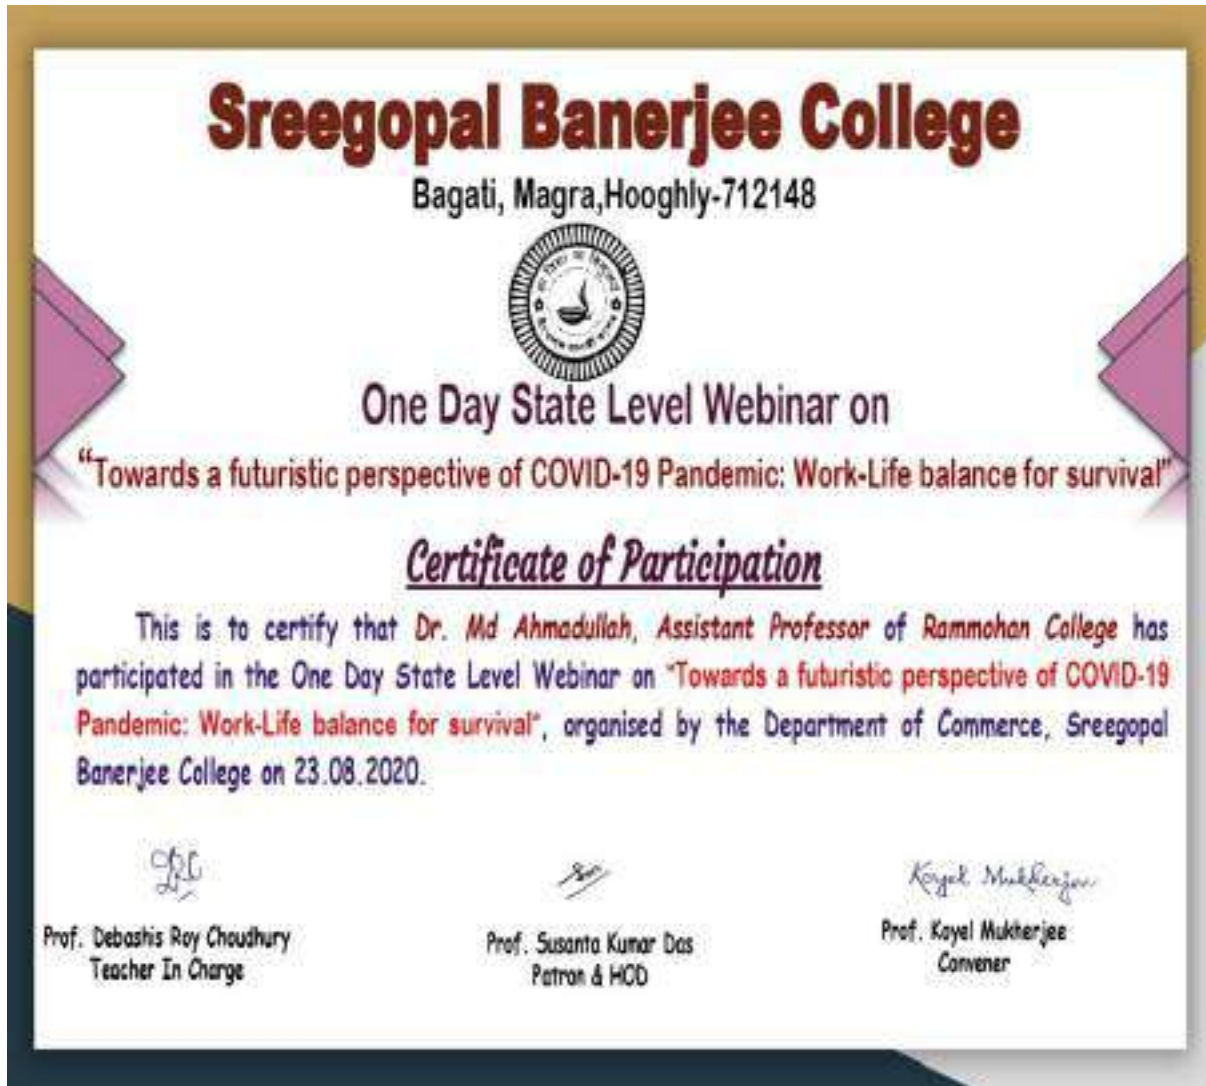 Sreegopal Banerjee College
Bagati, Magra,Hooghly-712148
One Day State Level Webinar on
“Towards a futuristic perspective of COVID-19 Pandemic: Work-Life balance for survival”
Certificate of Participation
This is to certify that Dr. Md Ahmadullah, Assistant Professor of Rammohan College has
participated in the One Day State Level Webinar on "Towards a futuristic perspective of COVID-19
Pandemic: Work-Life balance for survival", organised by the Department of Commerce, Sreegopal
Banerjee College on 23.08.2020.
Koyel Mukherjee
Prof. Debashis Roy Choudhury
Teacher In Charge
Prof. Susanta Kumar Das
Patron & HOD
Prof. Koyel Mukherjee
Convener